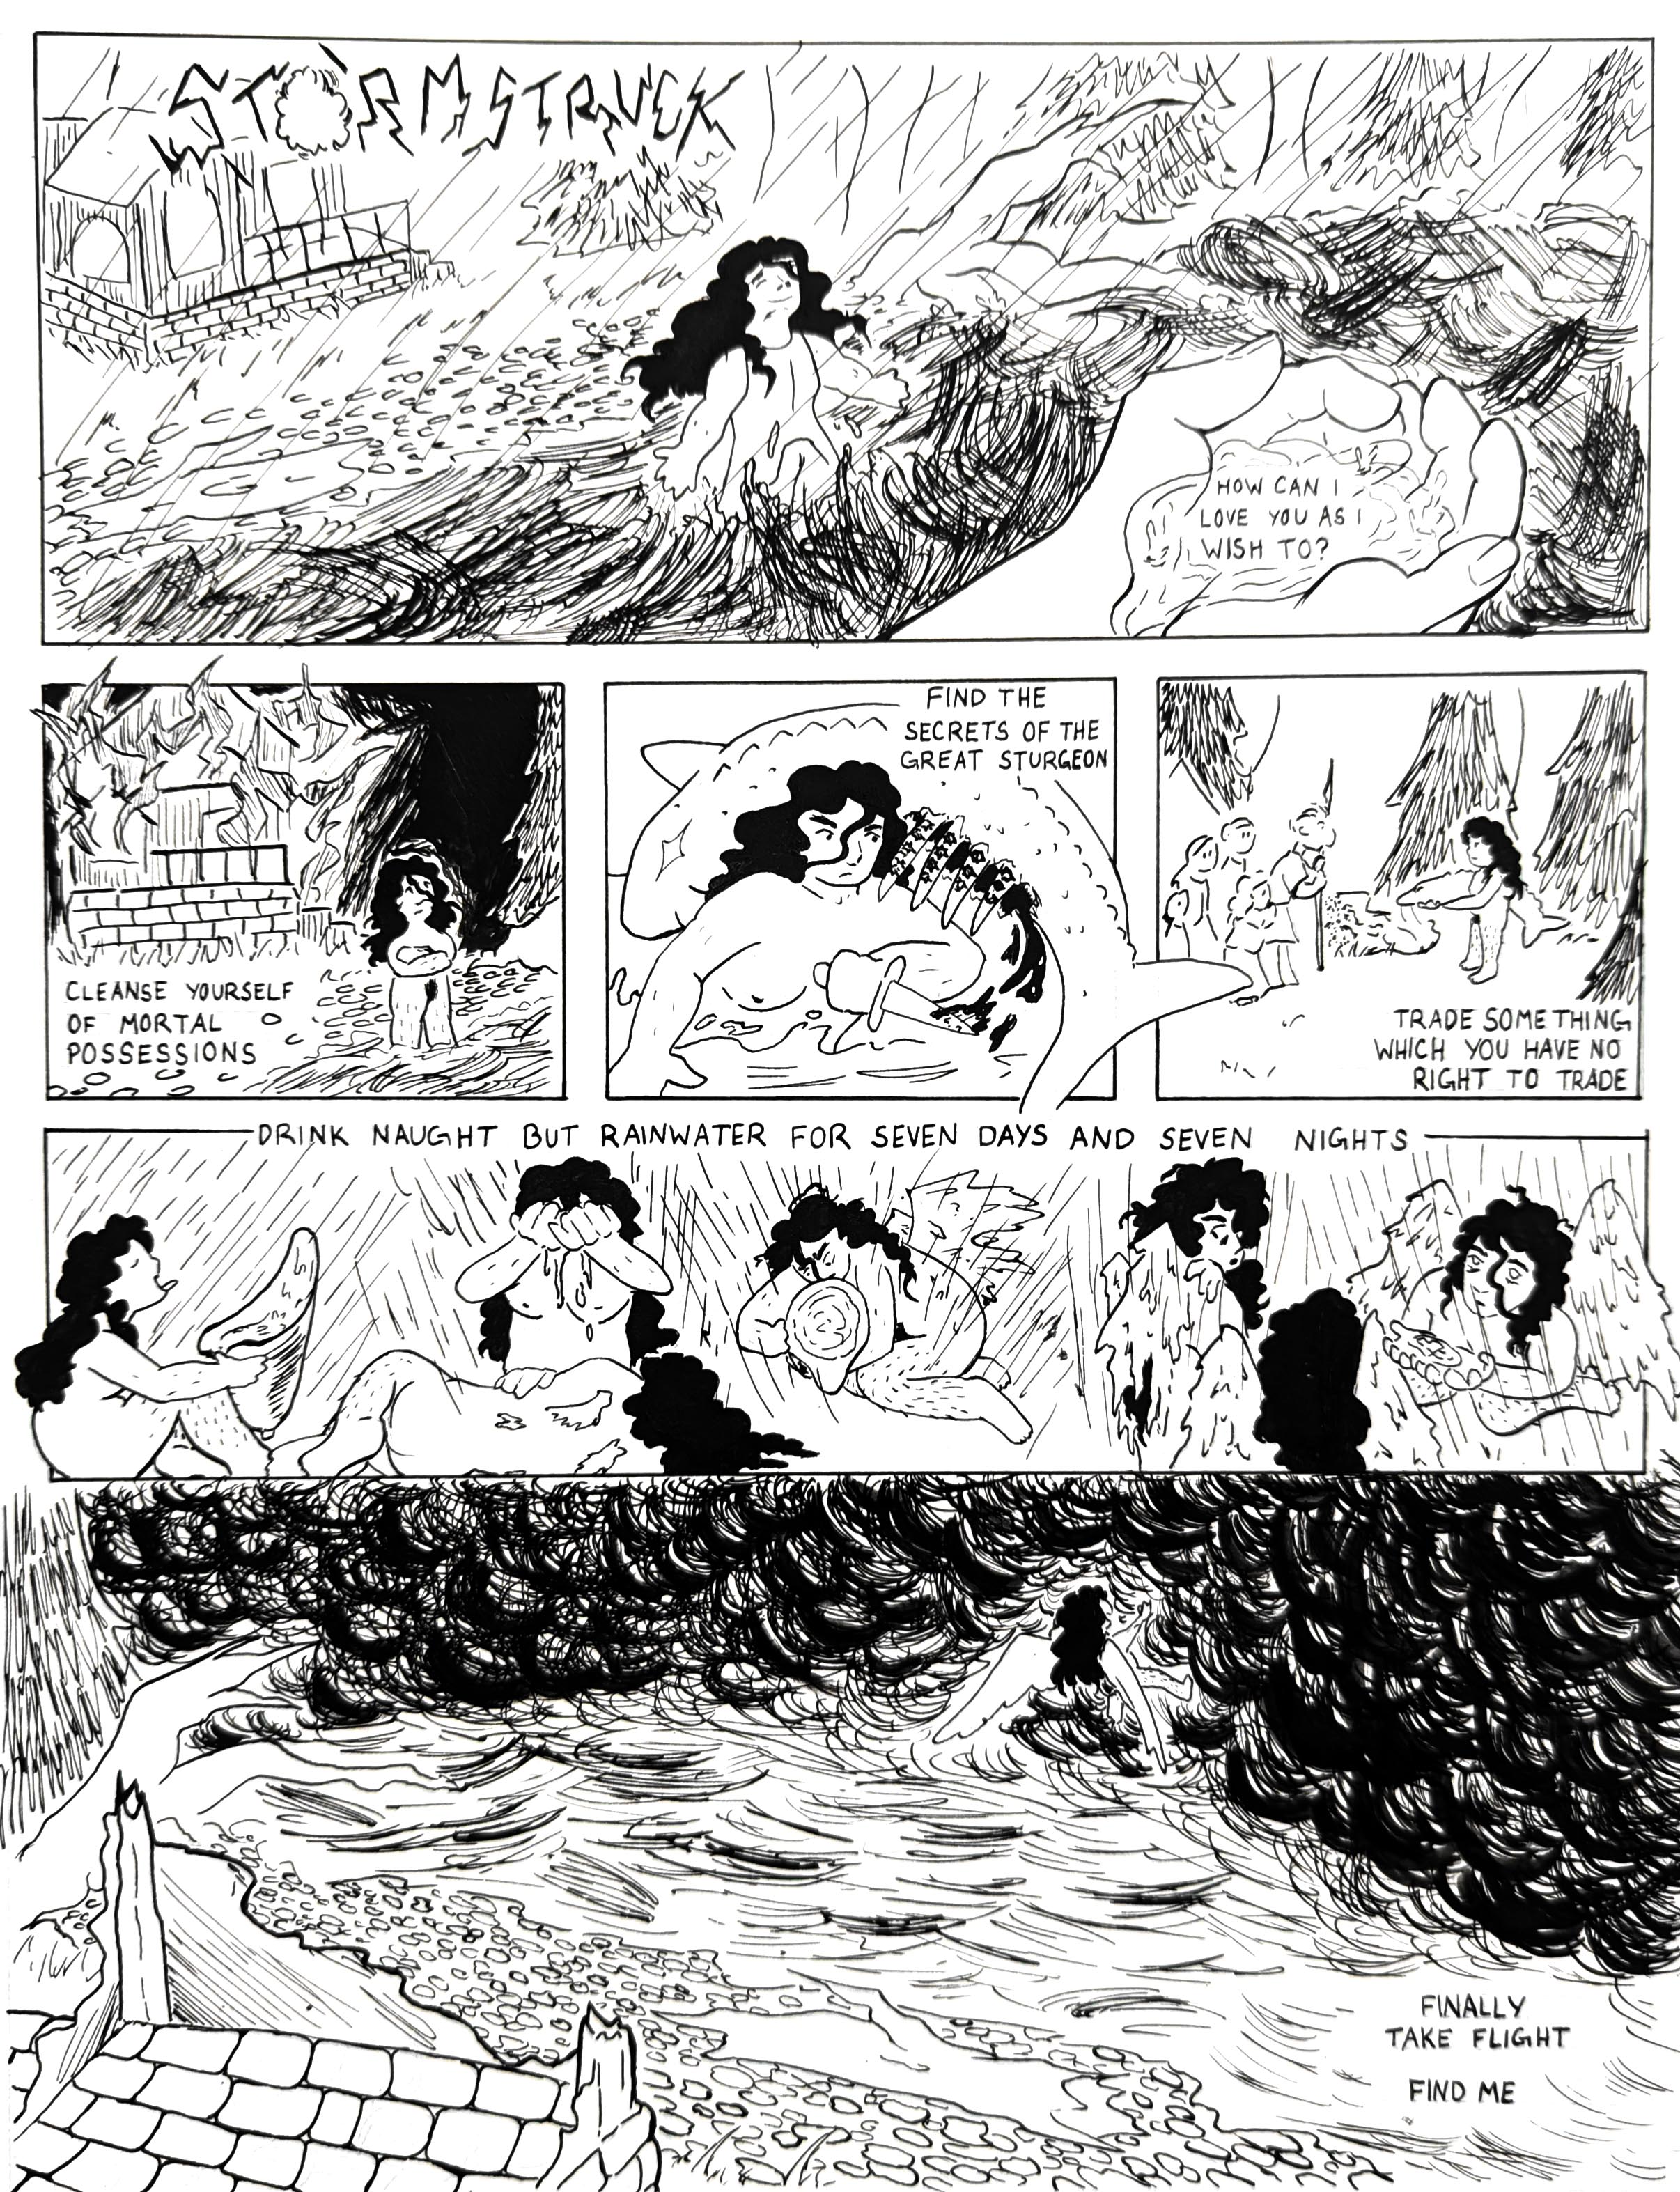 STORMSTRUCK
HOW CAN I
LOVE YOU AS I
WISH TO?
CLEANSE YOURSELF
OF MORTAL
POSSESSIONS
FIND THE
SECRETS OF THE
GREAT STURGEON
TRADE SOMETHING
WHICH YOU HAVE NO
RIGHT TO TRADE
DRINK NAUGHT BUT RAINWATER FOR SEVEN DAYS AND SEVEN NIGHTS
FINALLY
TAKE FLIGHT
FIND ME